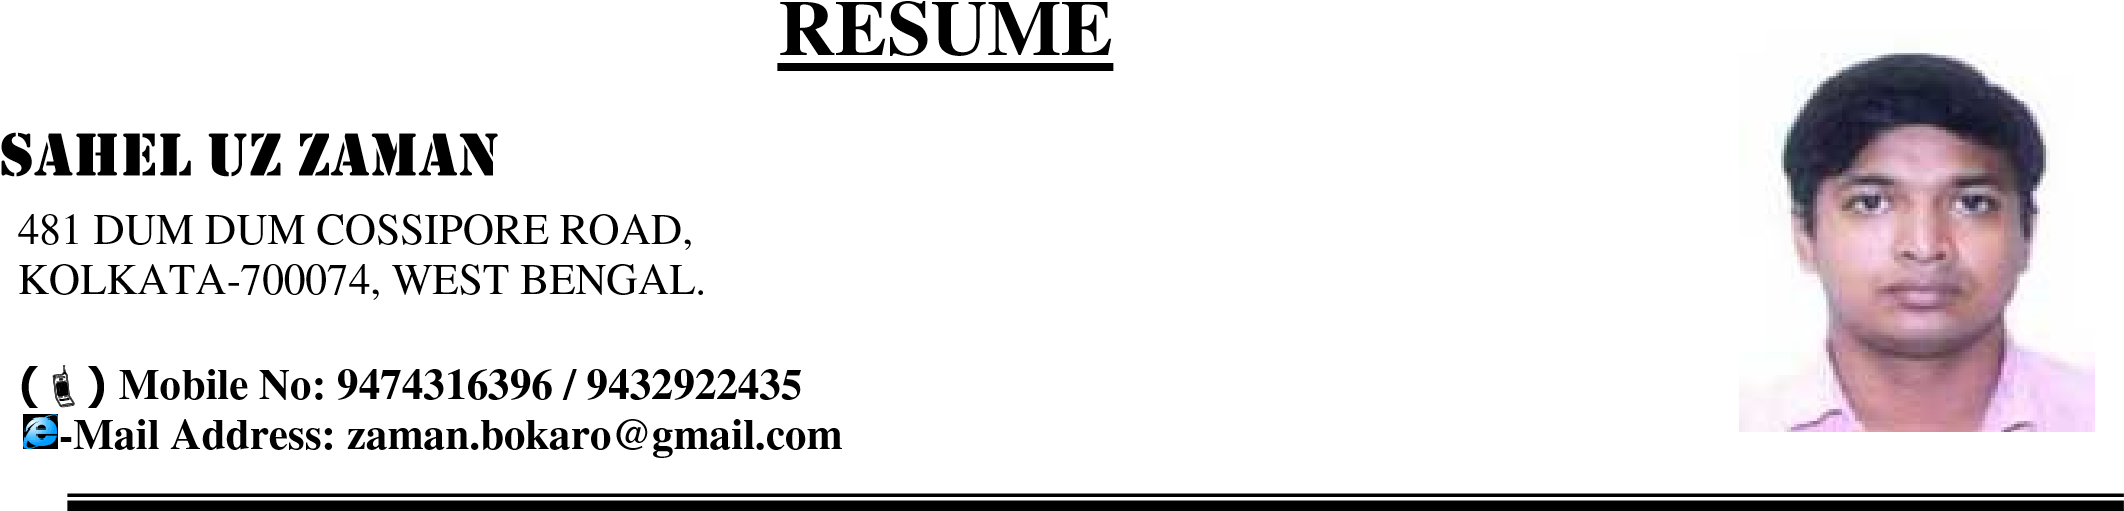 RESUME
SAHEL UZ ZAMAN
481 DUM DUM COSSIPORE ROAD,
KOLKATA-700074, WEST BENGAL.
( ) Mobile No: 9474316396 / 9432922435
e-Mail Address: zaman.bokaro@gmail.com